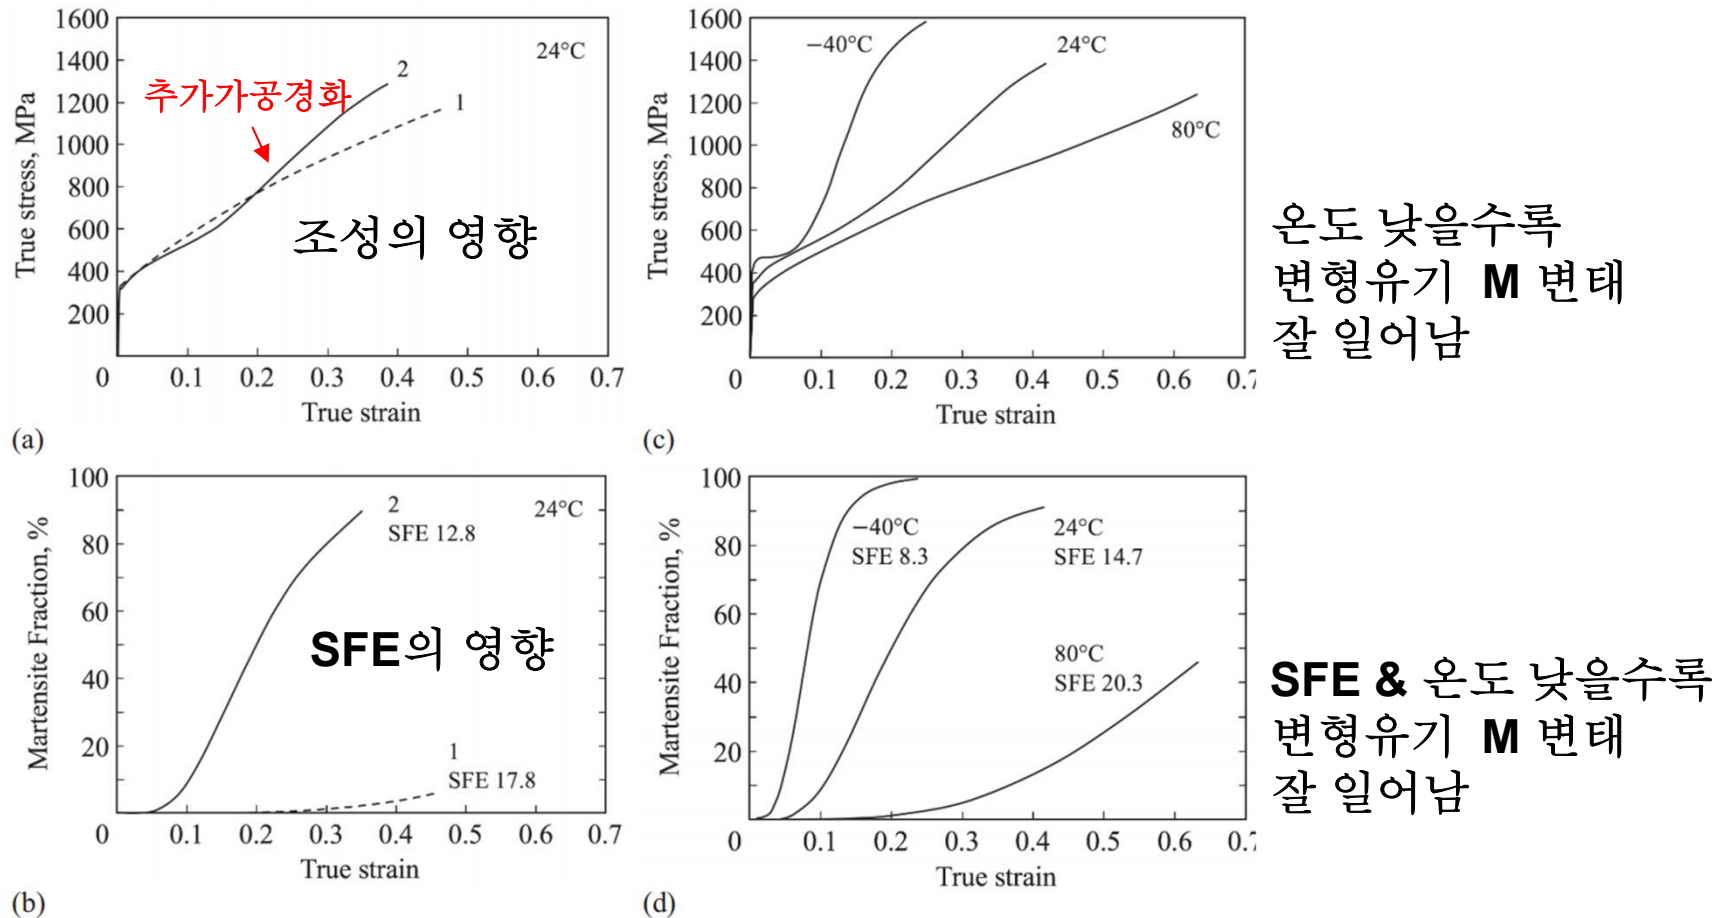 1600
1400
1200
1000
800
600
400
200
0
0.1
0.2
0.3
0.4
0.5
0.6
0.7
True stress, MPa
True strain
24°C
추가가공경화
2
1
조성의 영향
(a)
1600
1400
1200
1000
800
600
400
200
0
0.1
0.2
0.3
0.4
0.5
0.6
0.7
True stress, MPa
True strain
−40°C
24°C
80°C
(c)
온도 낮을수록
변형유기 M 변태
잘 일어남
100
80
60
40
20
0
0.1
0.2
0.3
0.4
0.5
0.6
0.7
Martensite Fraction, %
True strain
2
SFE 12.8
24°C
SFE의 영향
1
SFE 17.8
(b)
100
80
60
40
20
0
0.1
0.2
0.3
0.4
0.5
0.6
0.7
Martensite Fraction, %
True strain
−40°C
SFE 8.3
24°C
SFE 14.7
80°C
SFE 20.3
(d)
SFE & 온도 낮을수록
변형유기 M 변태
잘 일어남